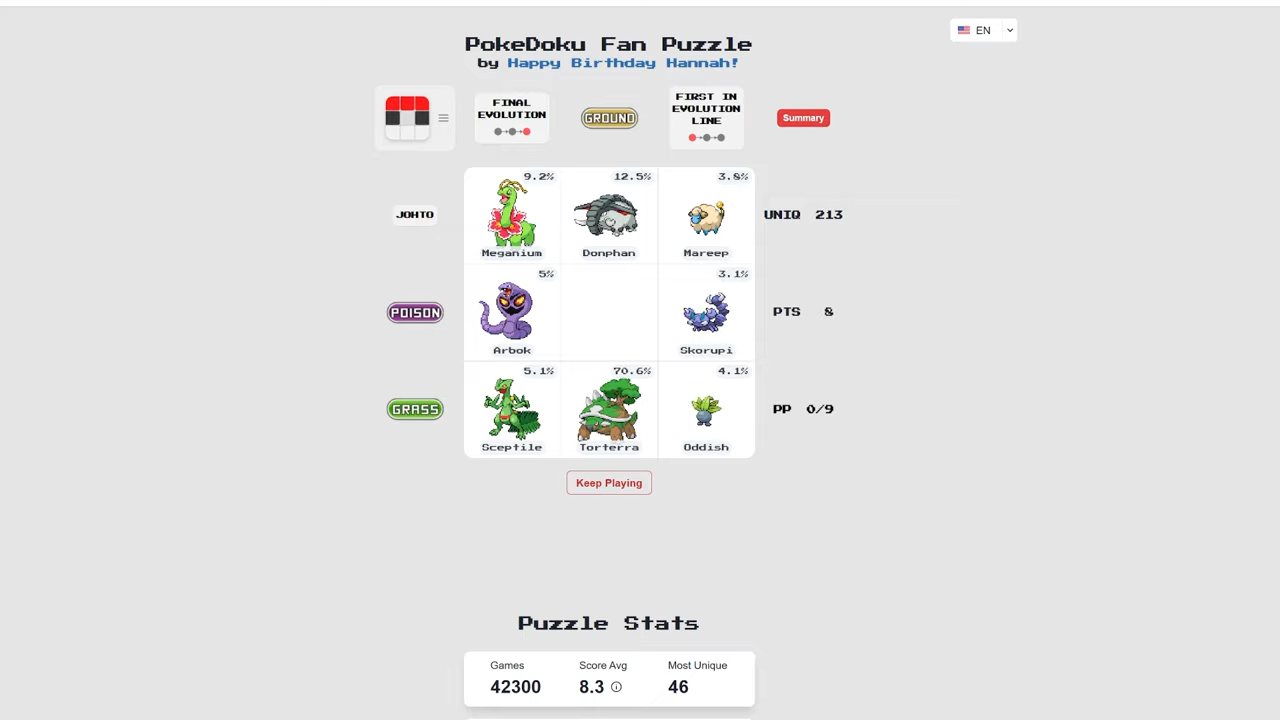 EN
PokeDoku Fan Puzzle
by Happy Birthday Hannah!
FINAL
EVOLUTION
GROUND
FIRST IN
EVOLUTION
LINE
Summary
JOHTO
9.2%
Meganium
12.5%
Donphan
3.8%
Mareep
UNIQ 213
POISON
5%
Arbok
3.1%
Skorupi
PTS 8
GRASS
5.1%
Sceptile
70.6%
Torterra
4.1%
Oddish
PP 0/9
Keep Playing
Puzzle Stats
Games
42300
Score Avg
8.3
Most Unique
46